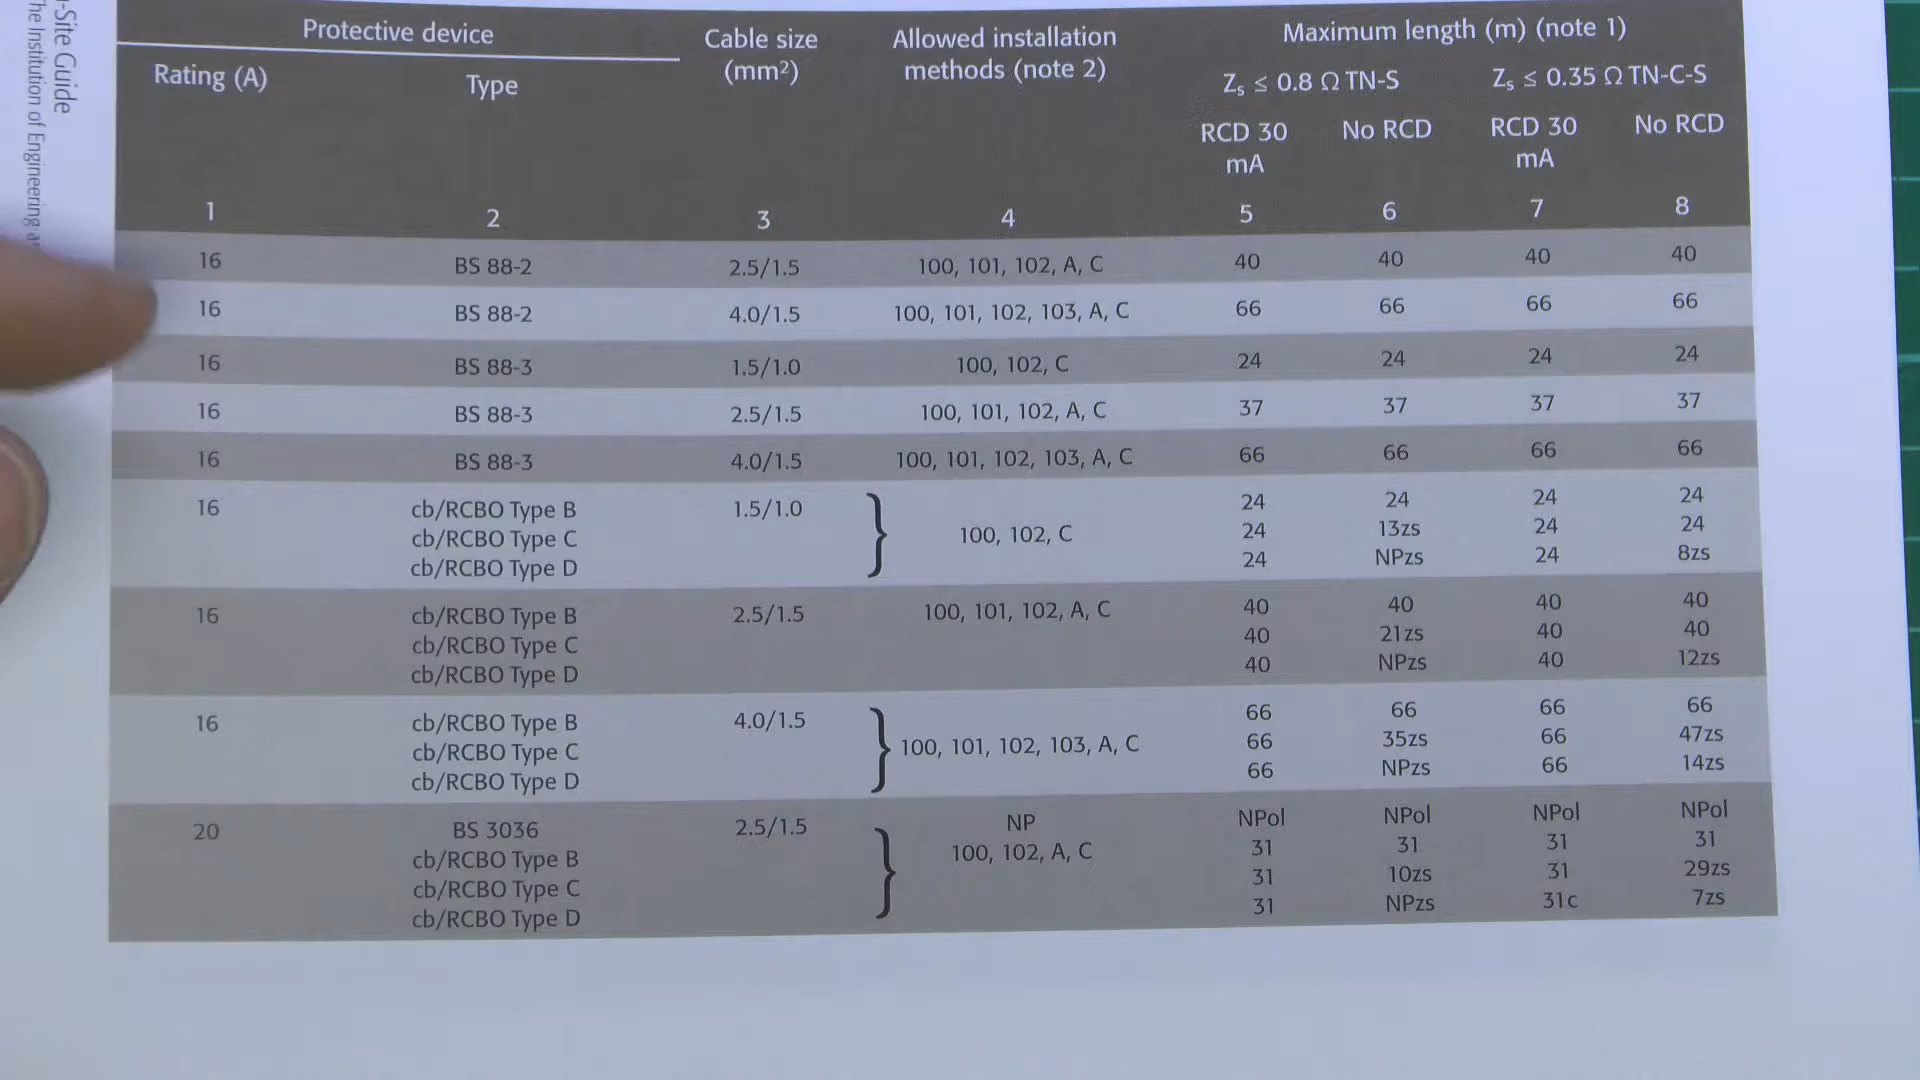 -Site Guide
he Institution of Engineering a
Protective device
Cable size (mm²)
Allowed installation methods (note 2)
Maximum length (m) (note 1)
Rating (A)
Type
Zs ≤ 0.8 Ω TN-S
Zs ≤ 0.35 Ω TN-C-S
RCD 30 mA
No RCD
RCD 30 mA
No RCD
1 2 3 4 5 6 7 8
16 BS 88-2 2.5/1.5 100, 101, 102, A, C 40 40 40 40
16 BS 88-2 4.0/1.5 100, 101, 102, 103, A, C 66 66 66 66
16 BS 88-3 1.5/1.0 100, 102, C 24 24 24 24
16 BS 88-3 2.5/1.5 100, 101, 102, A, C 37 37 37 37
16 BS 88-3 4.0/1.5 100, 101, 102, 103, A, C 66 66 66 66
16 cb/RCBO Type B 1.5/1.0 100, 102, C 24 24 24 24
cb/RCBO Type C 24 13zs 24 24
cb/RCBO Type D 24 NPzs 24 8zs
16 cb/RCBO Type B 2.5/1.5 100, 101, 102, A, C 40 40 40 40
cb/RCBO Type C 40 21zs 40 40
cb/RCBO Type D 40 NPzs 40 12zs
16 cb/RCBO Type B 4.0/1.5 100, 101, 102, 103, A, C 66 66 66 66
cb/RCBO Type C 66 35zs 66 47zs
cb/RCBO Type D 66 NPzs 66 14zs
20 BS 3036 2.5/1.5 NP NPol NPol NPol NPol
cb/RCBO Type B 100, 102, A, C 31 31 31 31
cb/RCBO Type C 31 10zs 31 29zs
cb/RCBO Type D 31 NPzs 31c 7zs